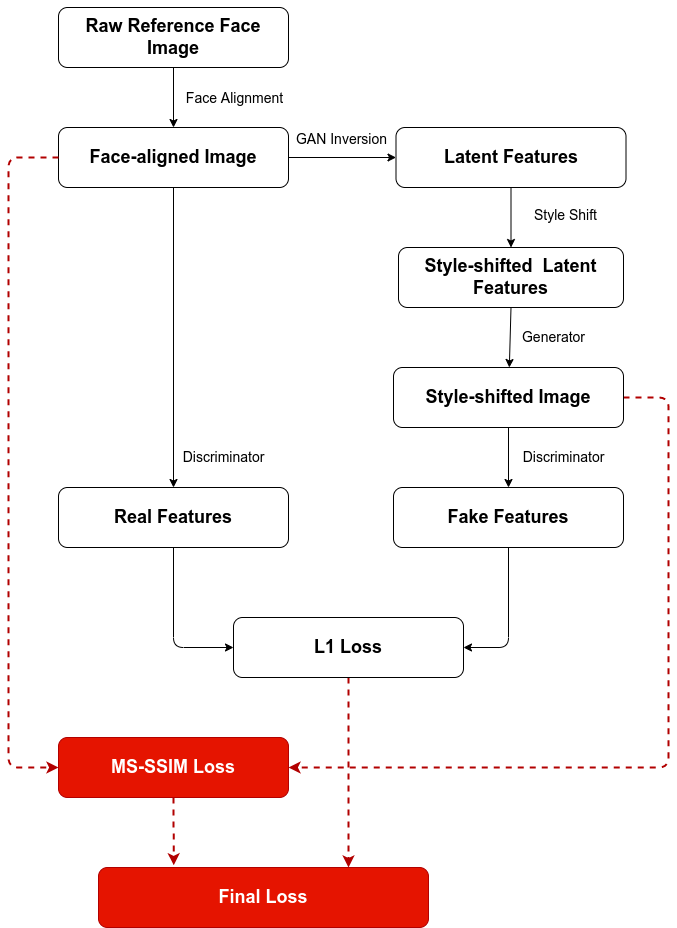 Raw Reference Face
Image
Face Alignment
Face-aligned Image
GAN Inversion
Latent Features
Style Shift
Style-shifted Latent
Features
Generator
Style-shifted Image
Discriminator
Discriminator
Real Features
Fake Features
L1 Loss
MS-SSIM Loss
Final Loss